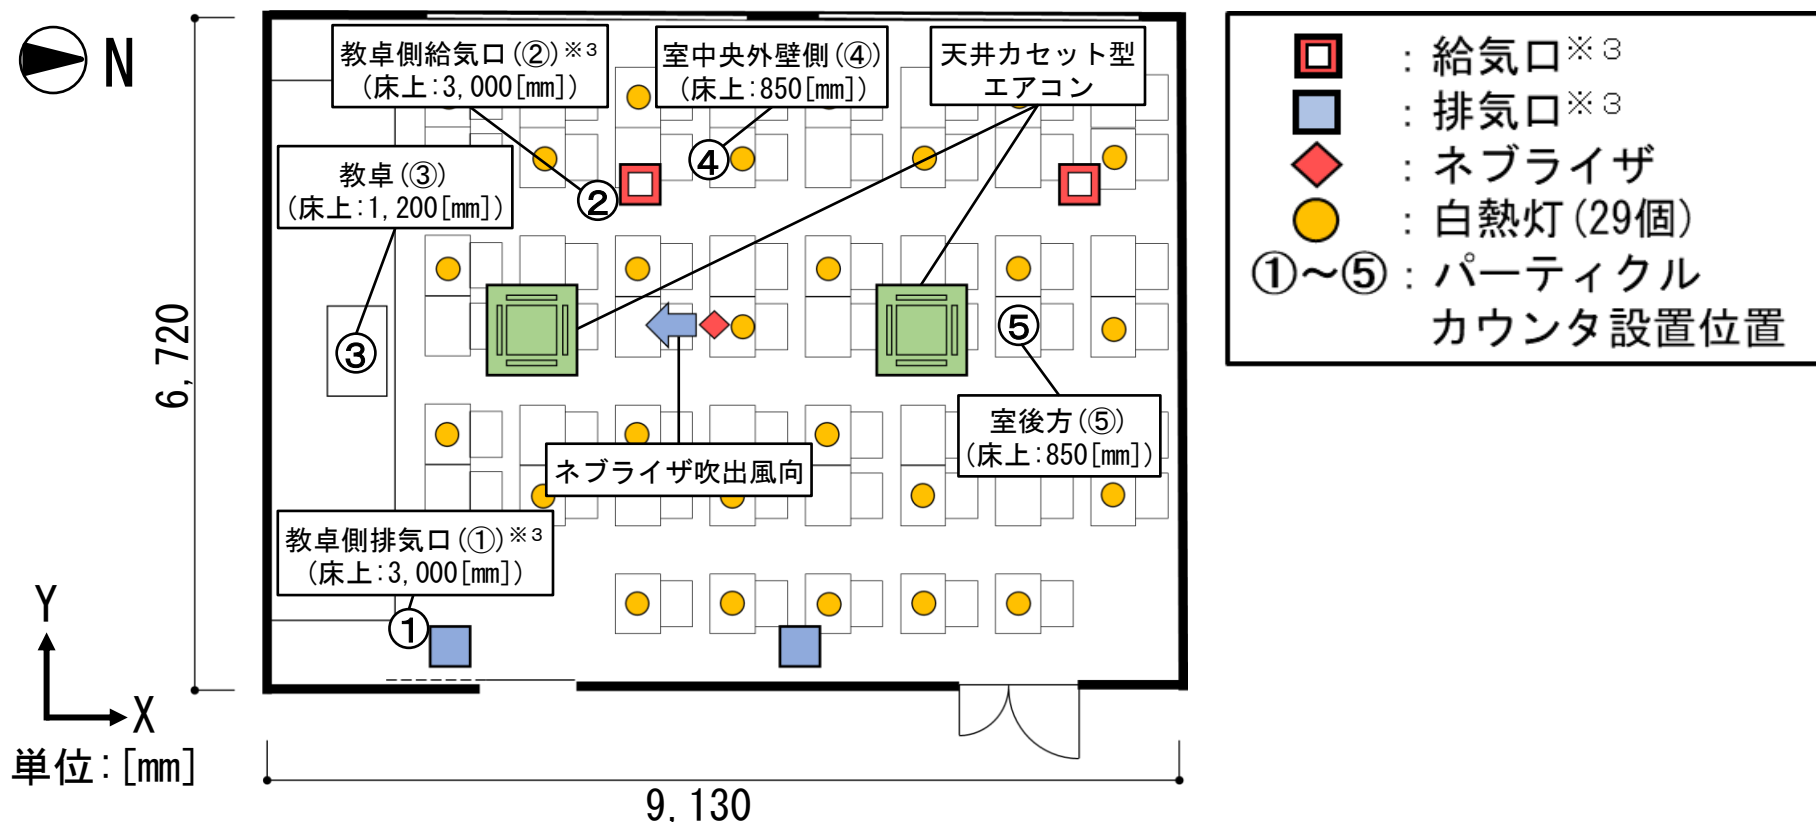 N
教卓側給気口(②)※3
(床上:3,000[mm])
室中央外壁側(④)
(床上:850[mm])
天井カセット型
エアコン
教卓(③)
(床上:1,200[mm])
④
②
③
⑤
6,720
ネブライザ吹出風向
室後方(⑤)
(床上:850[mm])
教卓側排気口(①)※3
(床上:3,000[mm])
①
Y
X
単位:[mm]
9,130
:給気口※3
:排気口※3
:ネブライザ
:白熱灯(29個)
①~⑤:パーティクル
カウンタ設置位置